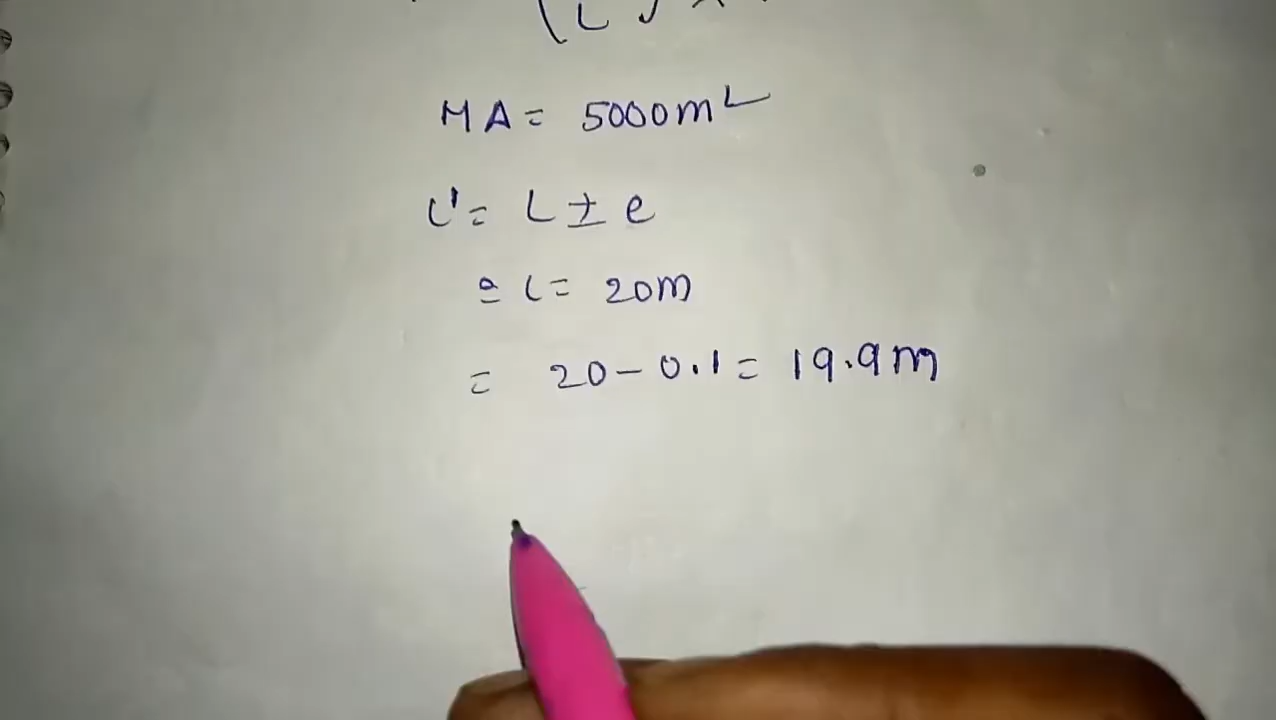 MA = 5000m²
L' = L ± e
= L = 20m
= 20 - 0.1 = 19.9m